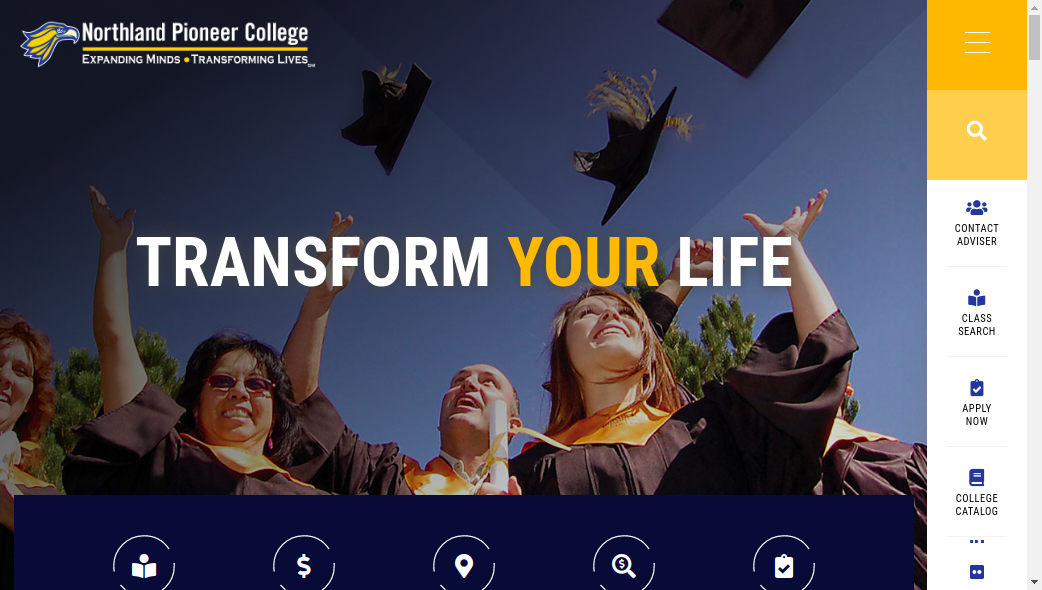 Northland Pioneer College
EXPANDING MINDS • TRANSFORMING LIVES SM
TRANSFORM YOUR LIFE
CONTACT
ADVISER
CLASS
SEARCH
APPLY
NOW
COLLEGE
CATALOG